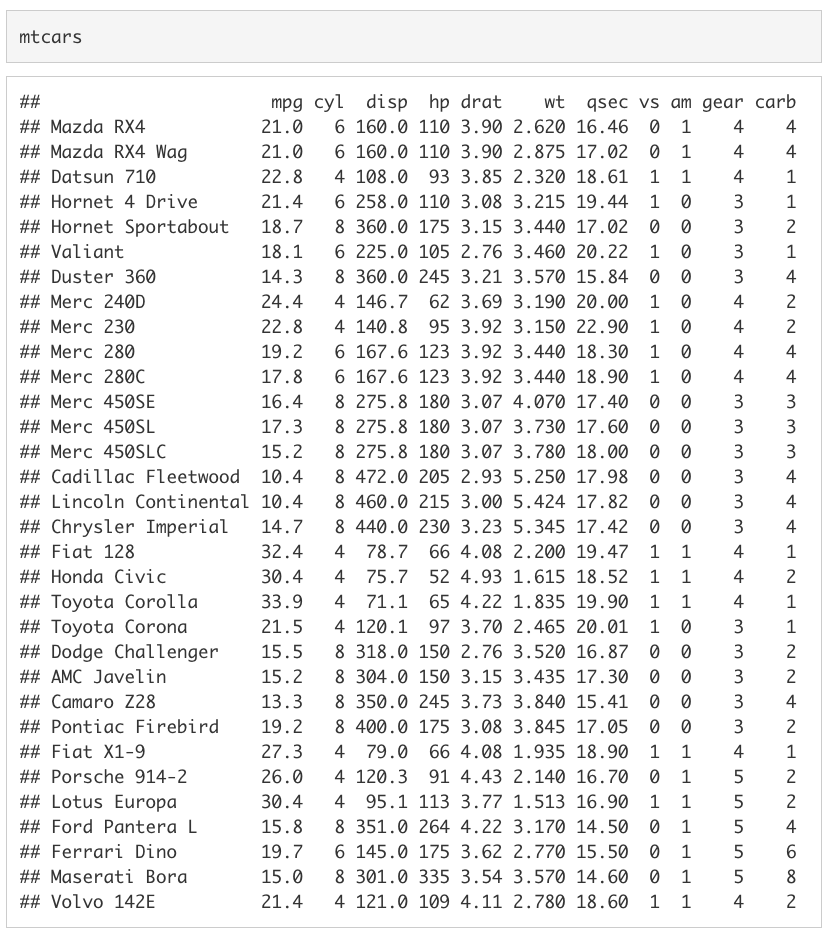 mtcars
##                      mpg cyl  disp  hp drat    wt  qsec vs am gear carb
## Mazda RX4           21.0   6 160.0 110 3.90 2.620 16.46  0  1    4    4
## Mazda RX4 Wag       21.0   6 160.0 110 3.90 2.875 17.02  0  1    4    4
## Datsun 710          22.8   4 108.0  93 3.85 2.320 18.61  1  1    4    1
## Hornet 4 Drive      21.4   6 258.0 110 3.08 3.215 19.44  1  0    3    1
## Hornet Sportabout   18.7   8 360.0 175 3.15 3.440 17.02  0  0    3    2
## Valiant             18.1   6 225.0 105 2.76 3.460 20.22  1  0    3    1
## Duster 360          14.3   8 360.0 245 3.21 3.570 15.84  0  0    3    4
## Merc 240D           24.4   4 146.7  62 3.69 3.190 20.00  1  0    4    2
## Merc 230            22.8   4 140.8  95 3.92 3.150 22.90  1  0    4    2
## Merc 280            19.2   6 167.6 123 3.92 3.440 18.30  1  0    4    4
## Merc 280C           17.8   6 167.6 123 3.92 3.440 18.90  1  0    4    4
## Merc 450SE          16.4   8 275.8 180 3.07 4.070 17.40  0  0    3    3
## Merc 450SL          17.3   8 275.8 180 3.07 3.730 17.60  0  0    3    3
## Merc 450SLC         15.2   8 275.8 180 3.07 3.780 18.00  0  0    3    3
## Cadillac Fleetwood  10.4   8 472.0 205 2.93 5.250 17.98  0  0    3    4
## Lincoln Continental 10.4   8 460.0 215 3.00 5.424 17.82  0  0    3    4
## Chrysler Imperial   14.7   8 440.0 230 3.23 5.345 17.42  0  0    3    4
## Fiat 128            32.4   4  78.7  66 4.08 2.200 19.47  1  1    4    1
## Honda Civic         30.4   4  75.7  52 4.93 1.615 18.52  1  1    4    2
## Toyota Corolla      33.9   4  71.1  65 4.22 1.835 19.90  1  1    4    1
## Toyota Corona       21.5   4 120.1  97 3.70 2.465 20.01  1  0    3    1
## Dodge Challenger    15.5   8 318.0 150 2.76 3.520 16.87  0  0    3    2
## AMC Javelin         15.2   8 304.0 150 3.15 3.435 17.30  0  0    3    2
## Camaro Z28          13.3   8 350.0 245 3.73 3.840 15.41  0  0    3    4
## Pontiac Firebird    19.2   8 400.0 175 3.08 3.845 17.05  0  0    3    2
## Fiat X1-9           27.3   4  79.0  66 4.08 1.935 18.90  1  1    4    1
## Porsche 914-2       26.0   4 120.3  91 4.43 2.140 16.70  0  1    5    2
## Lotus Europa        30.4   4  95.1 113 3.77 1.513 16.90  1  1    5    2
## Ford Pantera L      15.8   8 351.0 264 4.22 3.170 14.50  0  1    5    4
## Ferrari Dino        19.7   6 145.0 175 3.62 2.770 15.50  0  1    5    6
## Maserati Bora       15.0   8 301.0 335 3.54 3.570 14.60  0  1    5    8
## Volvo 142E          21.4   4 121.0 109 4.11 2.780 18.60  1  1    4    2